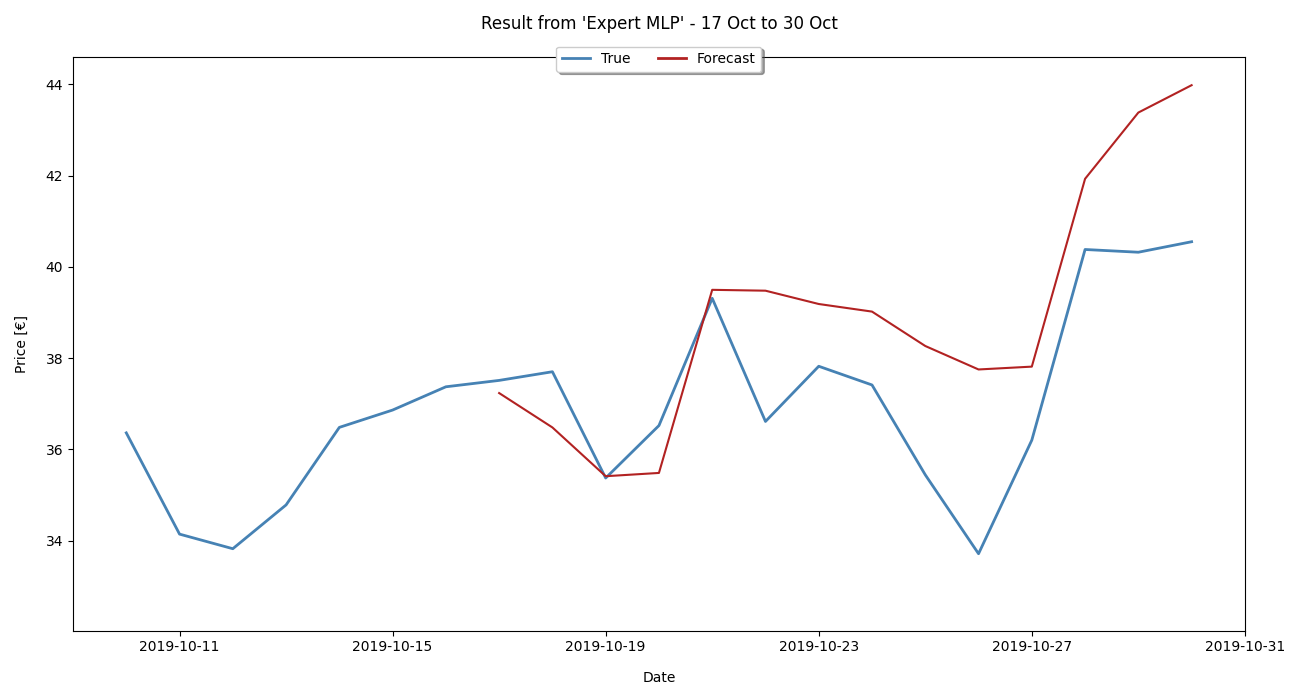 Result from 'Expert MLP' - 17 Oct to 30 Oct
True Forecast
44
42
40
38
36
34
Price [€]
2019-10-11 2019-10-15 2019-10-19 2019-10-23 2019-10-27 2019-10-31
Date